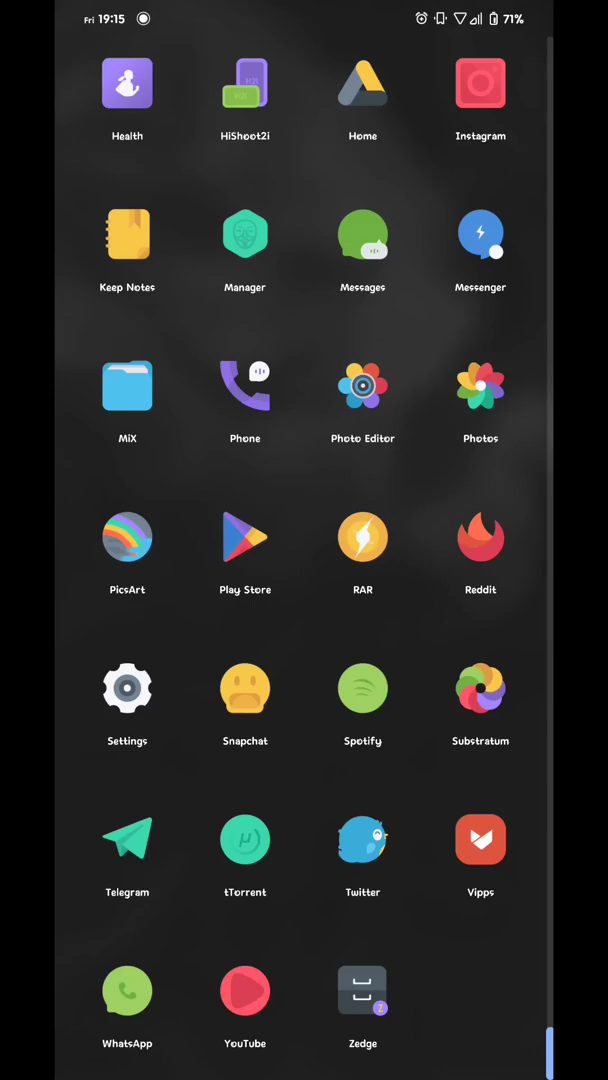 Fri 19:15 71%
Health HiShoot2i Home Instagram
Keep Notes Manager Messages Messenger
MiX Phone Photo Editor Photos
PicsArt Play Store RAR Reddit
Settings Snapchat Spotify Substratum
Telegram tTorrent Twitter Vipps
µ
WhatsApp YouTube Zedge
Z